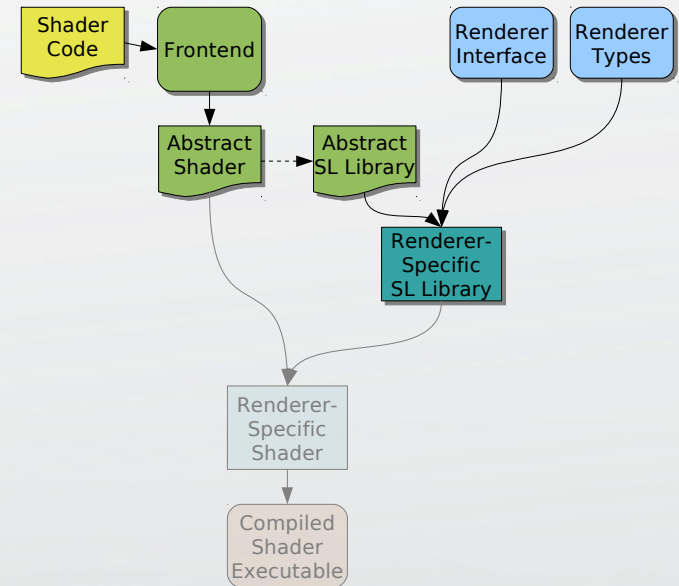 Shader
Code
Frontend
Renderer
Interface
Renderer
Types
Abstract
Shader
Abstract
SL Library
Renderer-
Specific
SL Library
Renderer-
Specific
Shader
Compiled
Shader
Executable